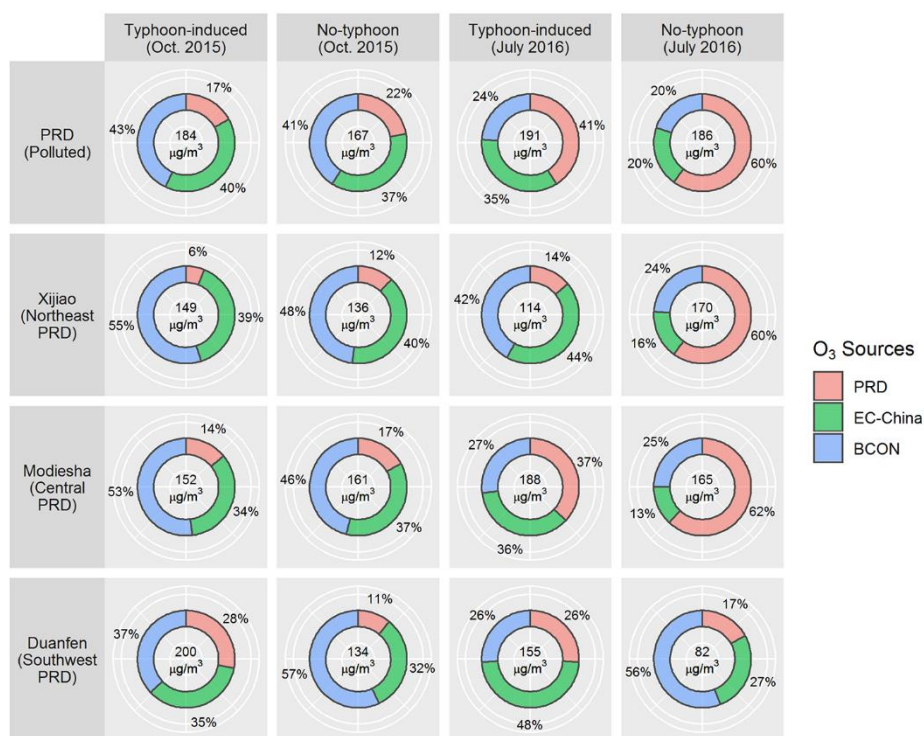 Typhoon-induced
(Oct. 2015)
No-typhoon
(Oct. 2015)
Typhoon-induced
(July 2016)
No-typhoon
(July 2016)
PRD
(Polluted)
17%
43%
184
μg/m³
40%
22%
41%
167
μg/m³
37%
24%
41%
191
μg/m³
35%
20%
186
μg/m³
20%
60%
Xijiao
(Northeast
PRD)
6%
149
μg/m³
55%
39%
12%
48%
136
μg/m³
40%
14%
42%
114
μg/m³
44%
24%
170
μg/m³
16%
60%
O₃ Sources
PRD
EC-China
BCON
Modiesha
(Central
PRD)
14%
152
μg/m³
53%
34%
17%
46%
161
μg/m³
37%
27%
37%
188
μg/m³
36%
25%
165
μg/m³
13%
62%
Duanfen
(Southwest
PRD)
37%
28%
200
μg/m³
35%
11%
134
μg/m³
57%
32%
26%
26%
155
μg/m³
48%
17%
82
μg/m³
56%
27%